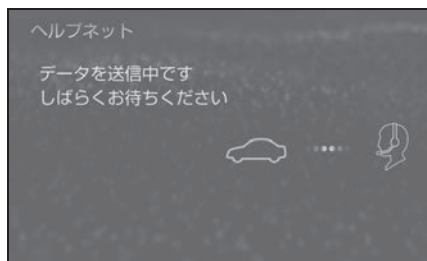 ヘルプネット
データを送信中です
しばらくお待ちください